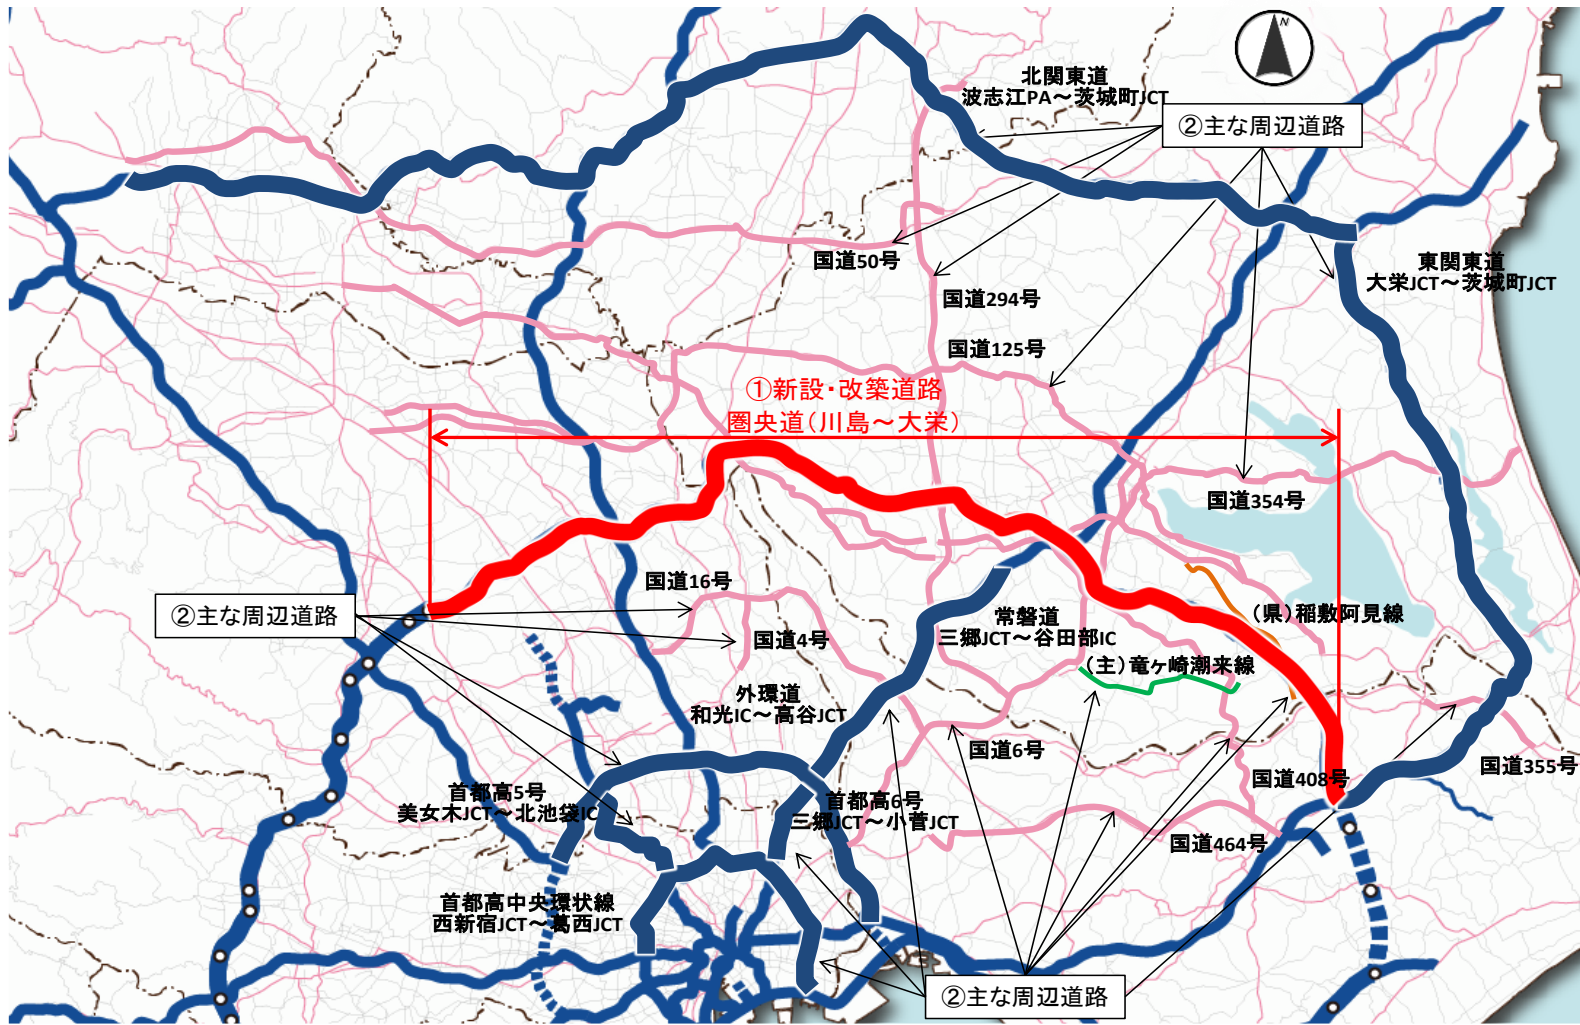 N
北関東道
波志江PA～茨城町JCT
②主な周辺道路
国道50号
東関東道
大栄JCT～茨城町JCT
国道294号
国道125号
①新設・改築道路
圏央道（川島～大栄）
国道354号
国道16号
②主な周辺道路
国道4号
常磐道
三郷JCT～谷田部IC
（県）稲敷阿見線
（主）竜ヶ崎潮来線
外環道
和光IC～高谷JCT
国道6号
国道408号
国道355号
首都高5号
美女木JCT～北池袋IC
首都高6号
三郷JCT～小菅JCT
国道464号
首都高中央環状線
西新宿JCT～葛西JCT
②主な周辺道路